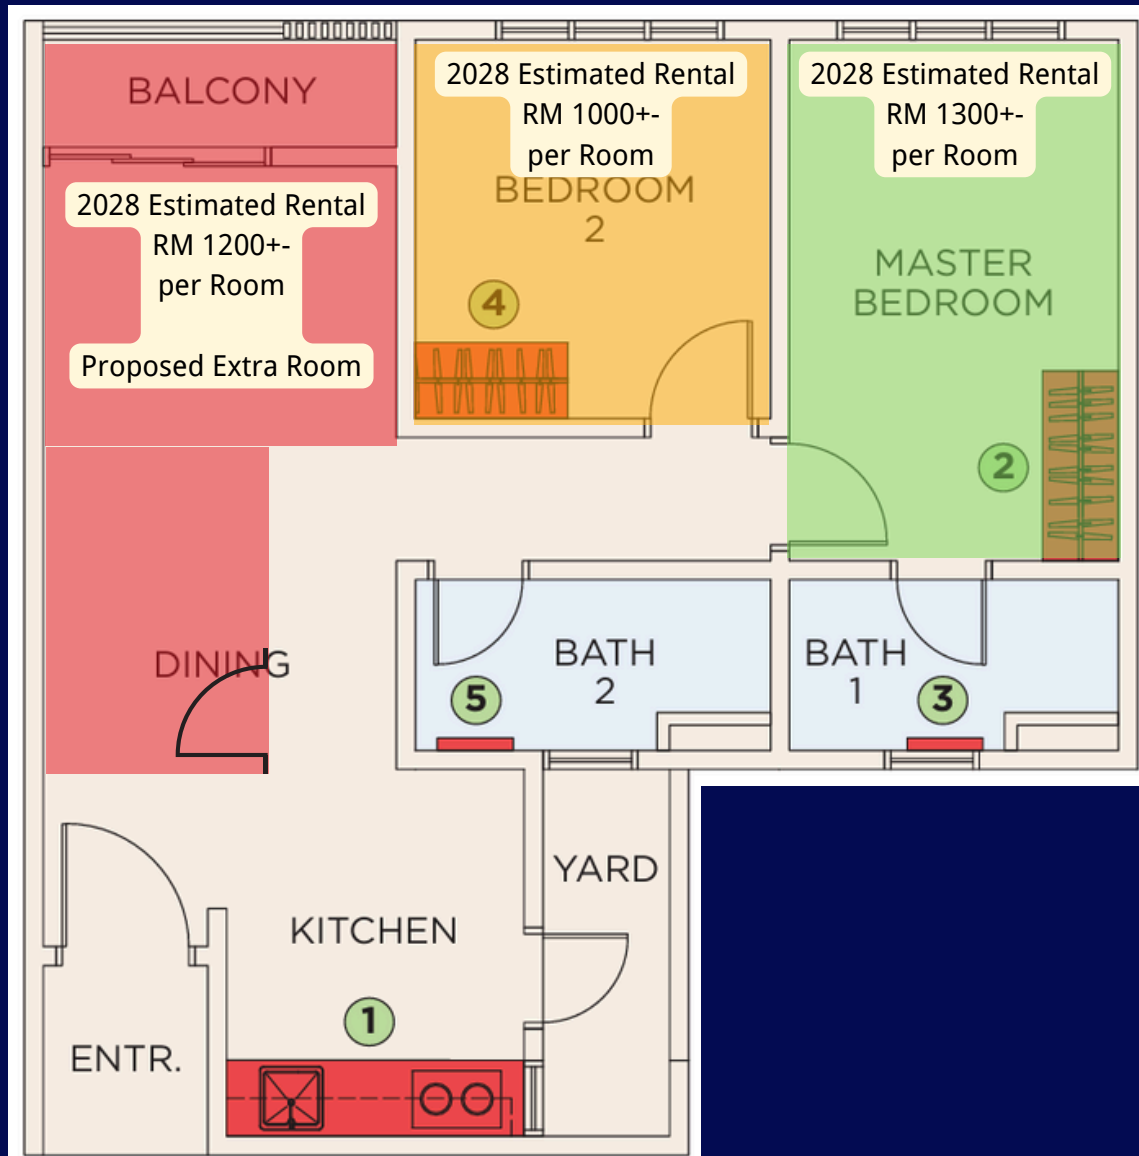 BALCONY
2028 Estimated Rental
RM 1200+-
per Room
Proposed Extra Room
2028 Estimated Rental
RM 1000+-
per Room
BEDROOM
2
4
2028 Estimated Rental
RM 1300+-
per Room
MASTER
BEDROOM
2
DINING
BATH
2
5
BATH
1
3
YARD
KITCHEN
1
ENTR.